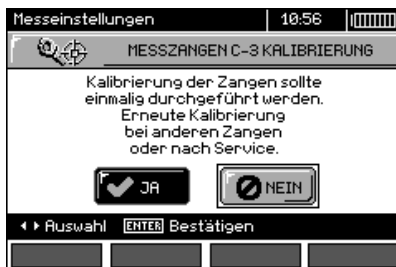 Messeinstellungen 10:56
MESSZANGEN C-3 KALIBRIERUNG
Kalibrierung der Zangen sollte
einmalig durchgeführt werden.
Erneute Kalibrierung
bei anderen Zangen
oder nach Service.
JA NEIN
Auswahl ENTER Bestätigen